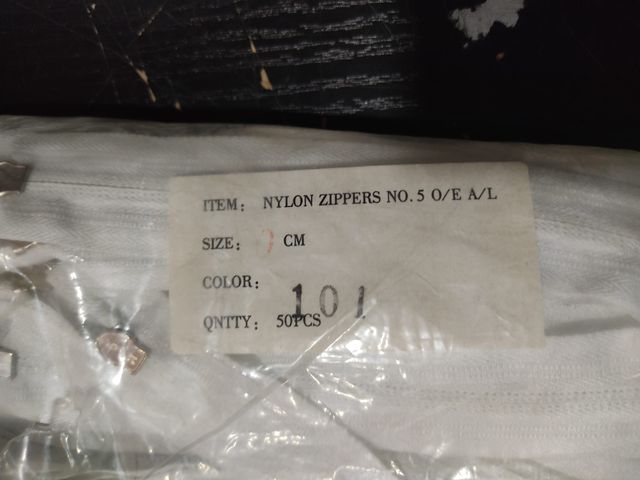 ITEM: NYLON ZIPPERS NO. 5 O/E A/L
SIZE: CM
COLOR: 101
QNTTY: 50PCS